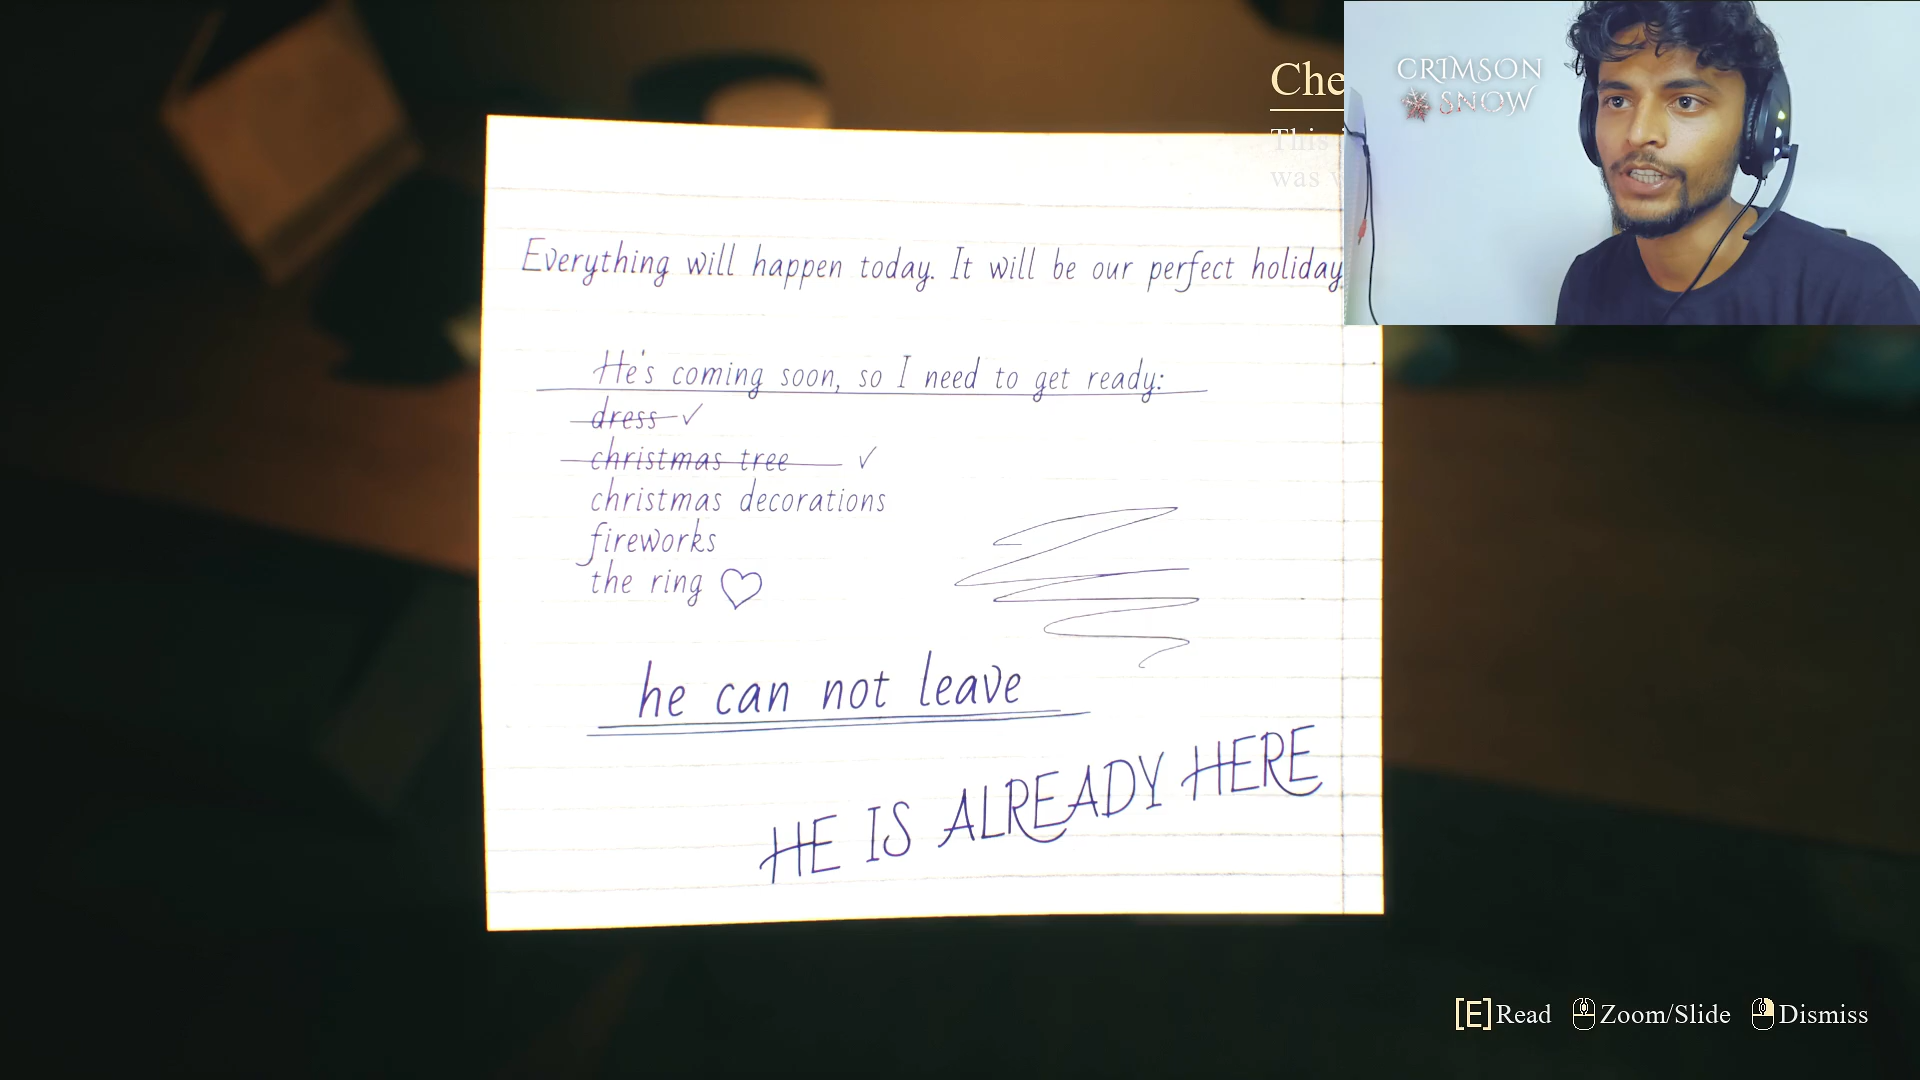 Che
This
was
CRIMSON
SNOW
Everything will happen today. It will be our perfect holiday
He's coming soon, so I need to get ready:
dress ✓
christmas tree ✓
christmas decorations
fireworks
the ring ♡
he can not leave
HE IS ALREADY HERE
[E] Read Zoom/Slide Dismiss